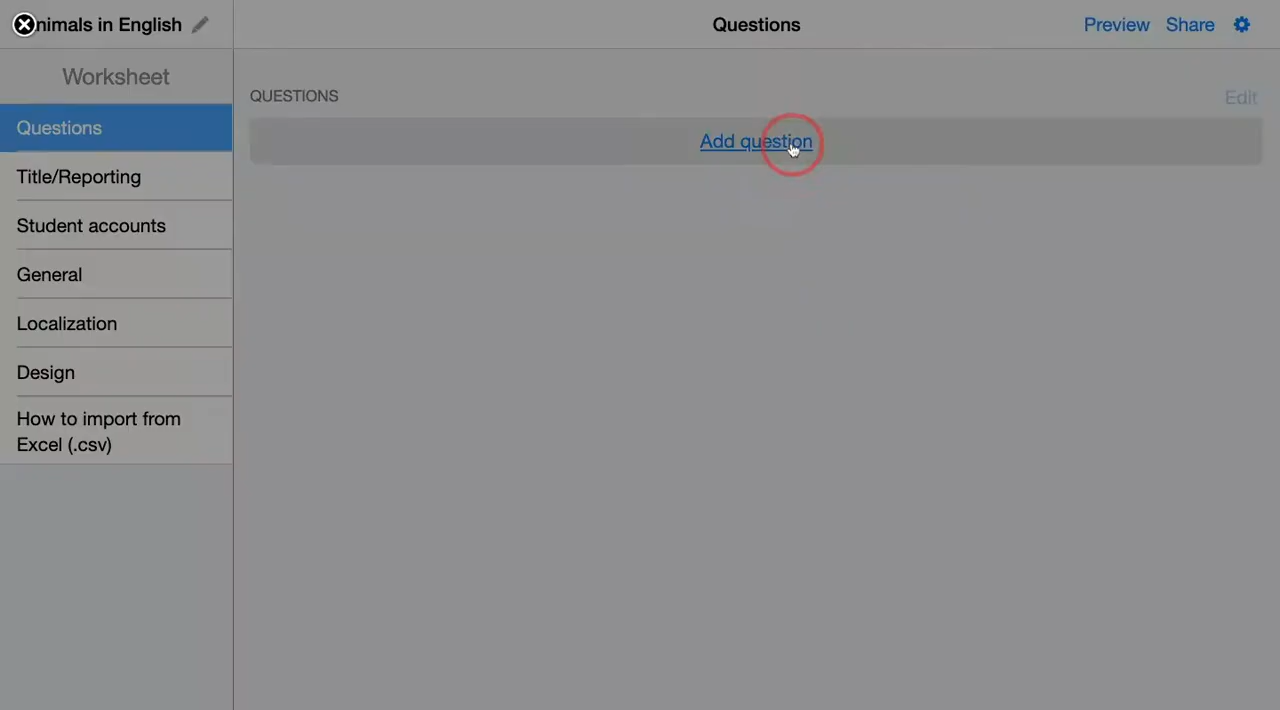 nimals in English
Questions
Preview
Share
Worksheet
QUESTIONS
Edit
Add question
Questions
Title/Reporting
Student accounts
General
Localization
Design
How to import from
Excel (.csv)